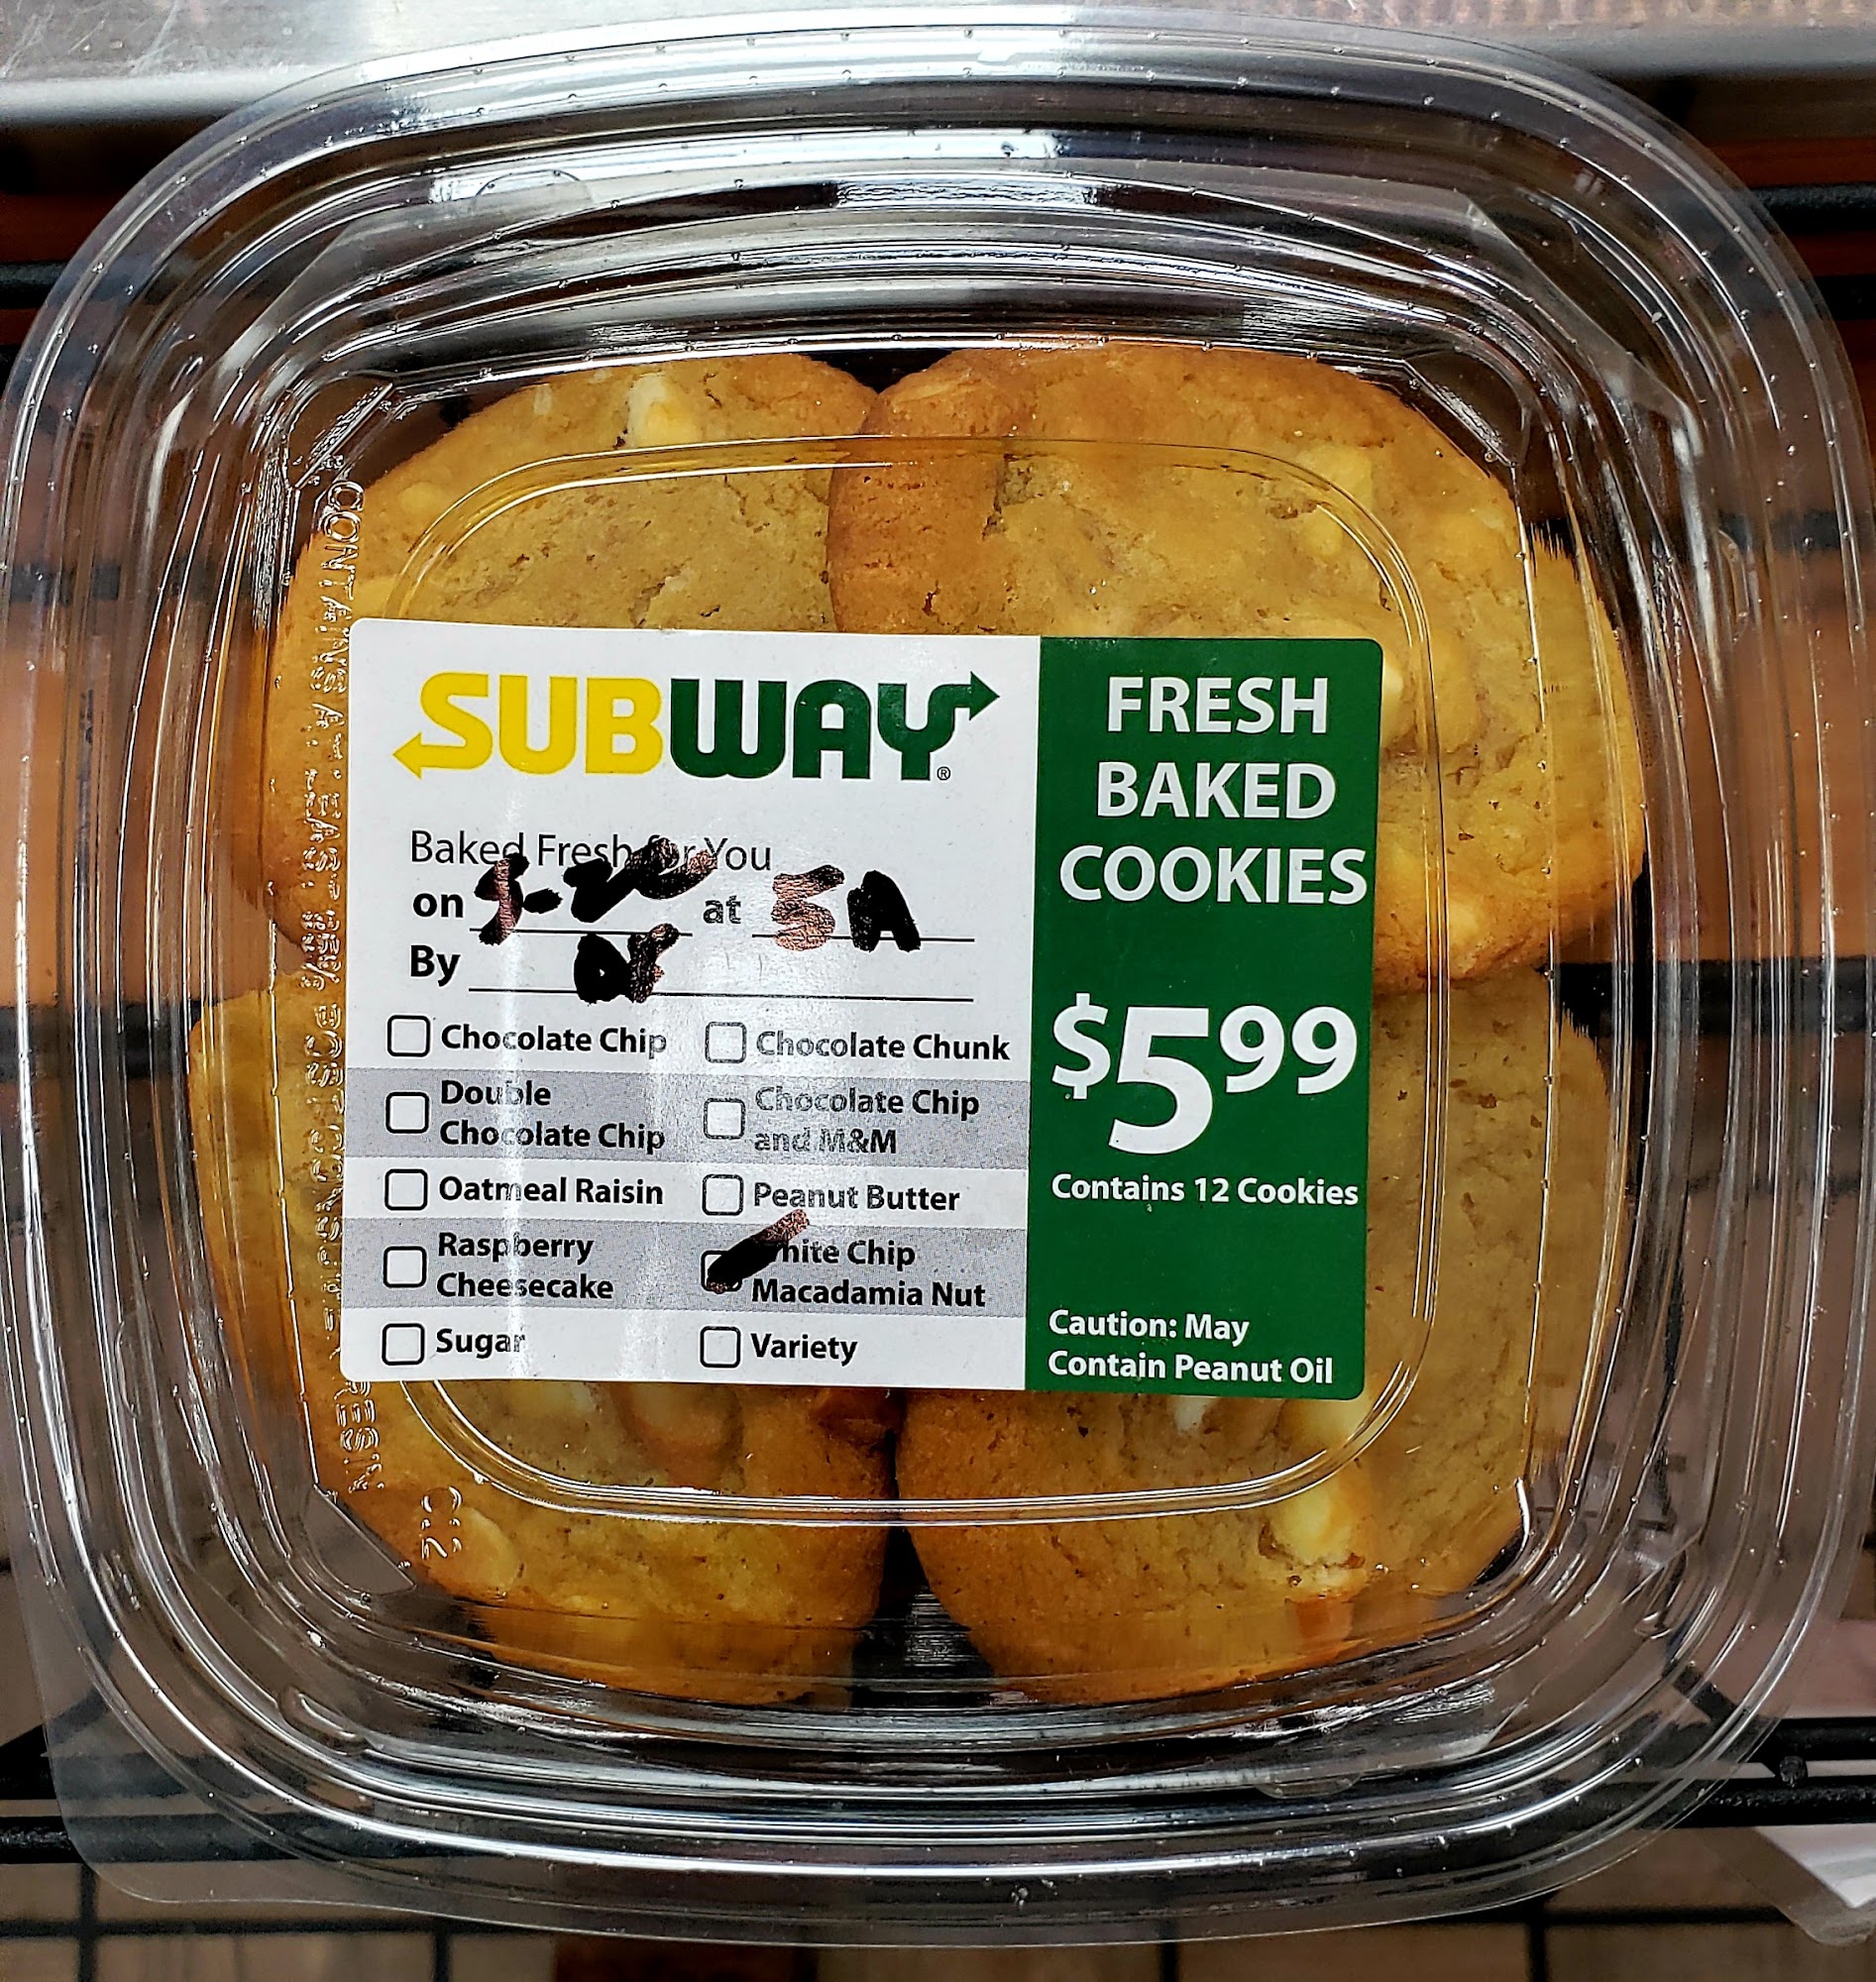 SUBWAY®
Baked Fresh for You
on at 5A
By
Chocolate Chip
Chocolate Chunk
Double
Chocolate Chip
Chocolate Chip
and M&M
Oatmeal Raisin
Peanut Butter
Raspberry
Cheesecake
White Chip
Macadamia Nut
Sugar
Variety
FRESH
BAKED
COOKIES
$5.99
Contains 12 Cookies
Caution: May
Contain Peanut Oil